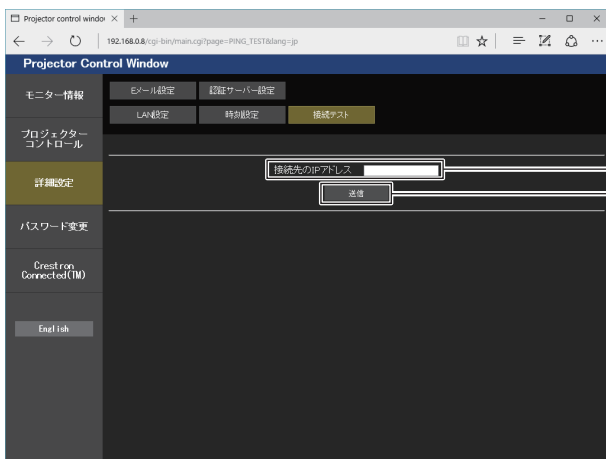 Projector control windo
192.168.0.8/cgi-bin/main.cgi?page=PING_TEST&lang=jp
Projector Control Window
モニター情報
プロジェクター
コントロール
詳細設定
パスワード変更
Crestron
Connected(TM)
English
Eメール設定 認証サーバー設定
LAN設定 時刻設定 接続テスト
接続先のIPアドレス
送信